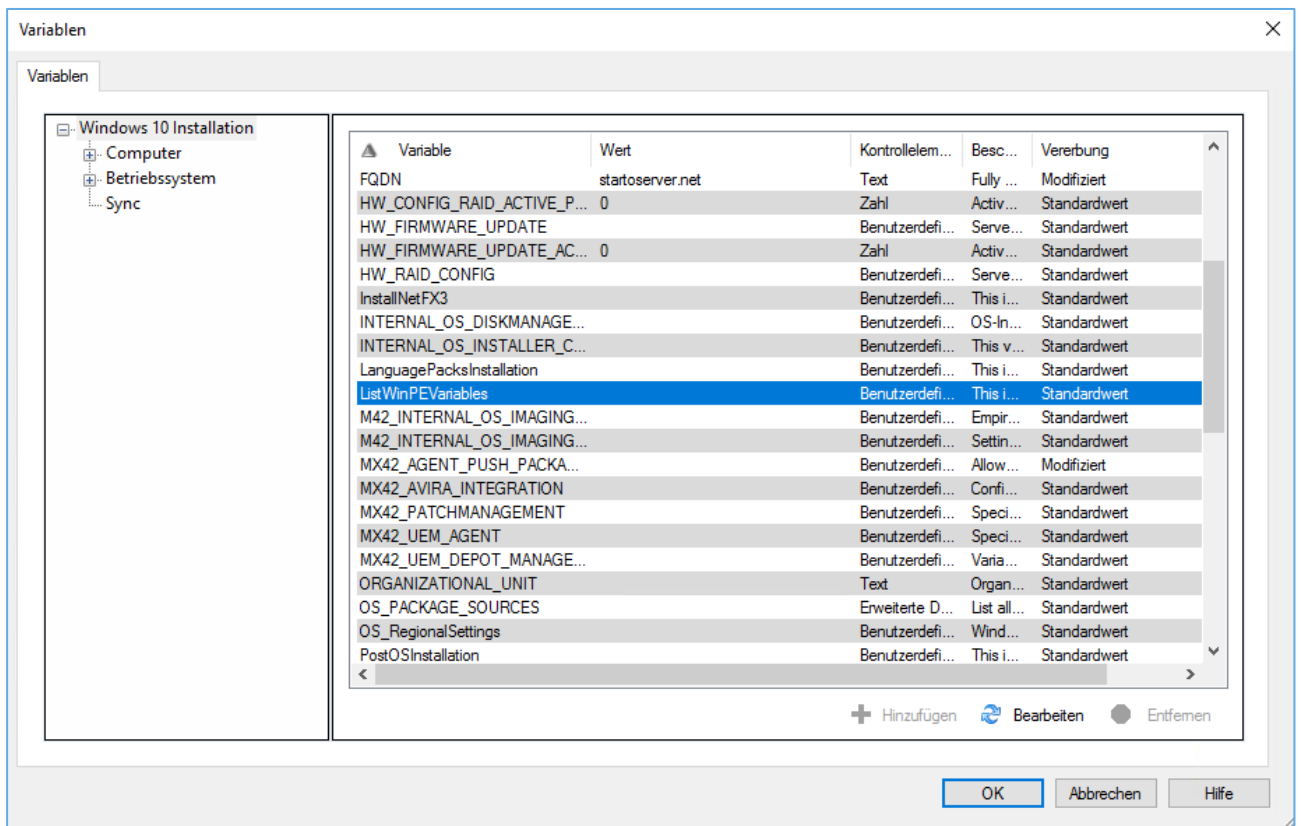 Variablen
Variablen
Windows 10 Installation
Computer
Betriebssystem
Sync
Variable Wert Kontrollelem... Besc... Vererbung
FQDN startoserver.net Text Fully ... Modifiziert
HW_CONFIG_RAID_ACTIVE_P... 0 Zahl Activ... Standardwert
HW_FIRMWARE_UPDATE Benutzerdefi... Serve... Standardwert
HW_FIRMWARE_UPDATE_AC... 0 Zahl Activ... Standardwert
HW_RAID_CONFIG Benutzerdefi... Serve... Standardwert
InstallNetFX3 Benutzerdefi... This i... Standardwert
INTERNAL_OS_DISKMANAGE... Benutzerdefi... OS-In... Standardwert
INTERNAL_OS_INSTALLER_C... Benutzerdefi... This v... Standardwert
LanguagePacksInstallation Benutzerdefi... This i... Standardwert
ListWinPEVariables Benutzerdefi... This i... Standardwert
M42_INTERNAL_OS_IMAGING... Benutzerdefi... Empir... Standardwert
M42_INTERNAL_OS_IMAGING... Benutzerdefi... Settin... Standardwert
MX42_AGENT_PUSH_PACKA... Benutzerdefi... Allow... Modifiziert
MX42_AVIRA_INTEGRATION Benutzerdefi... Confi... Standardwert
MX42_PATCHMANAGEMENT Benutzerdefi... Speci... Standardwert
MX42_UEM_AGENT Benutzerdefi... Speci... Standardwert
MX42_UEM_DEPOT_MANAGE... Benutzerdefi... Varia... Standardwert
ORGANIZATIONAL_UNIT Text Organ... Standardwert
OS_PACKAGE_SOURCES Erweiterte D... List all... Standardwert
OS_RegionalSettings Benutzerdefi... Wind... Standardwert
PostOSInstallation Benutzerdefi... This i... Standardwert
Hinzufügen Bearbeiten Entfernen
OK Abbrechen Hilfe